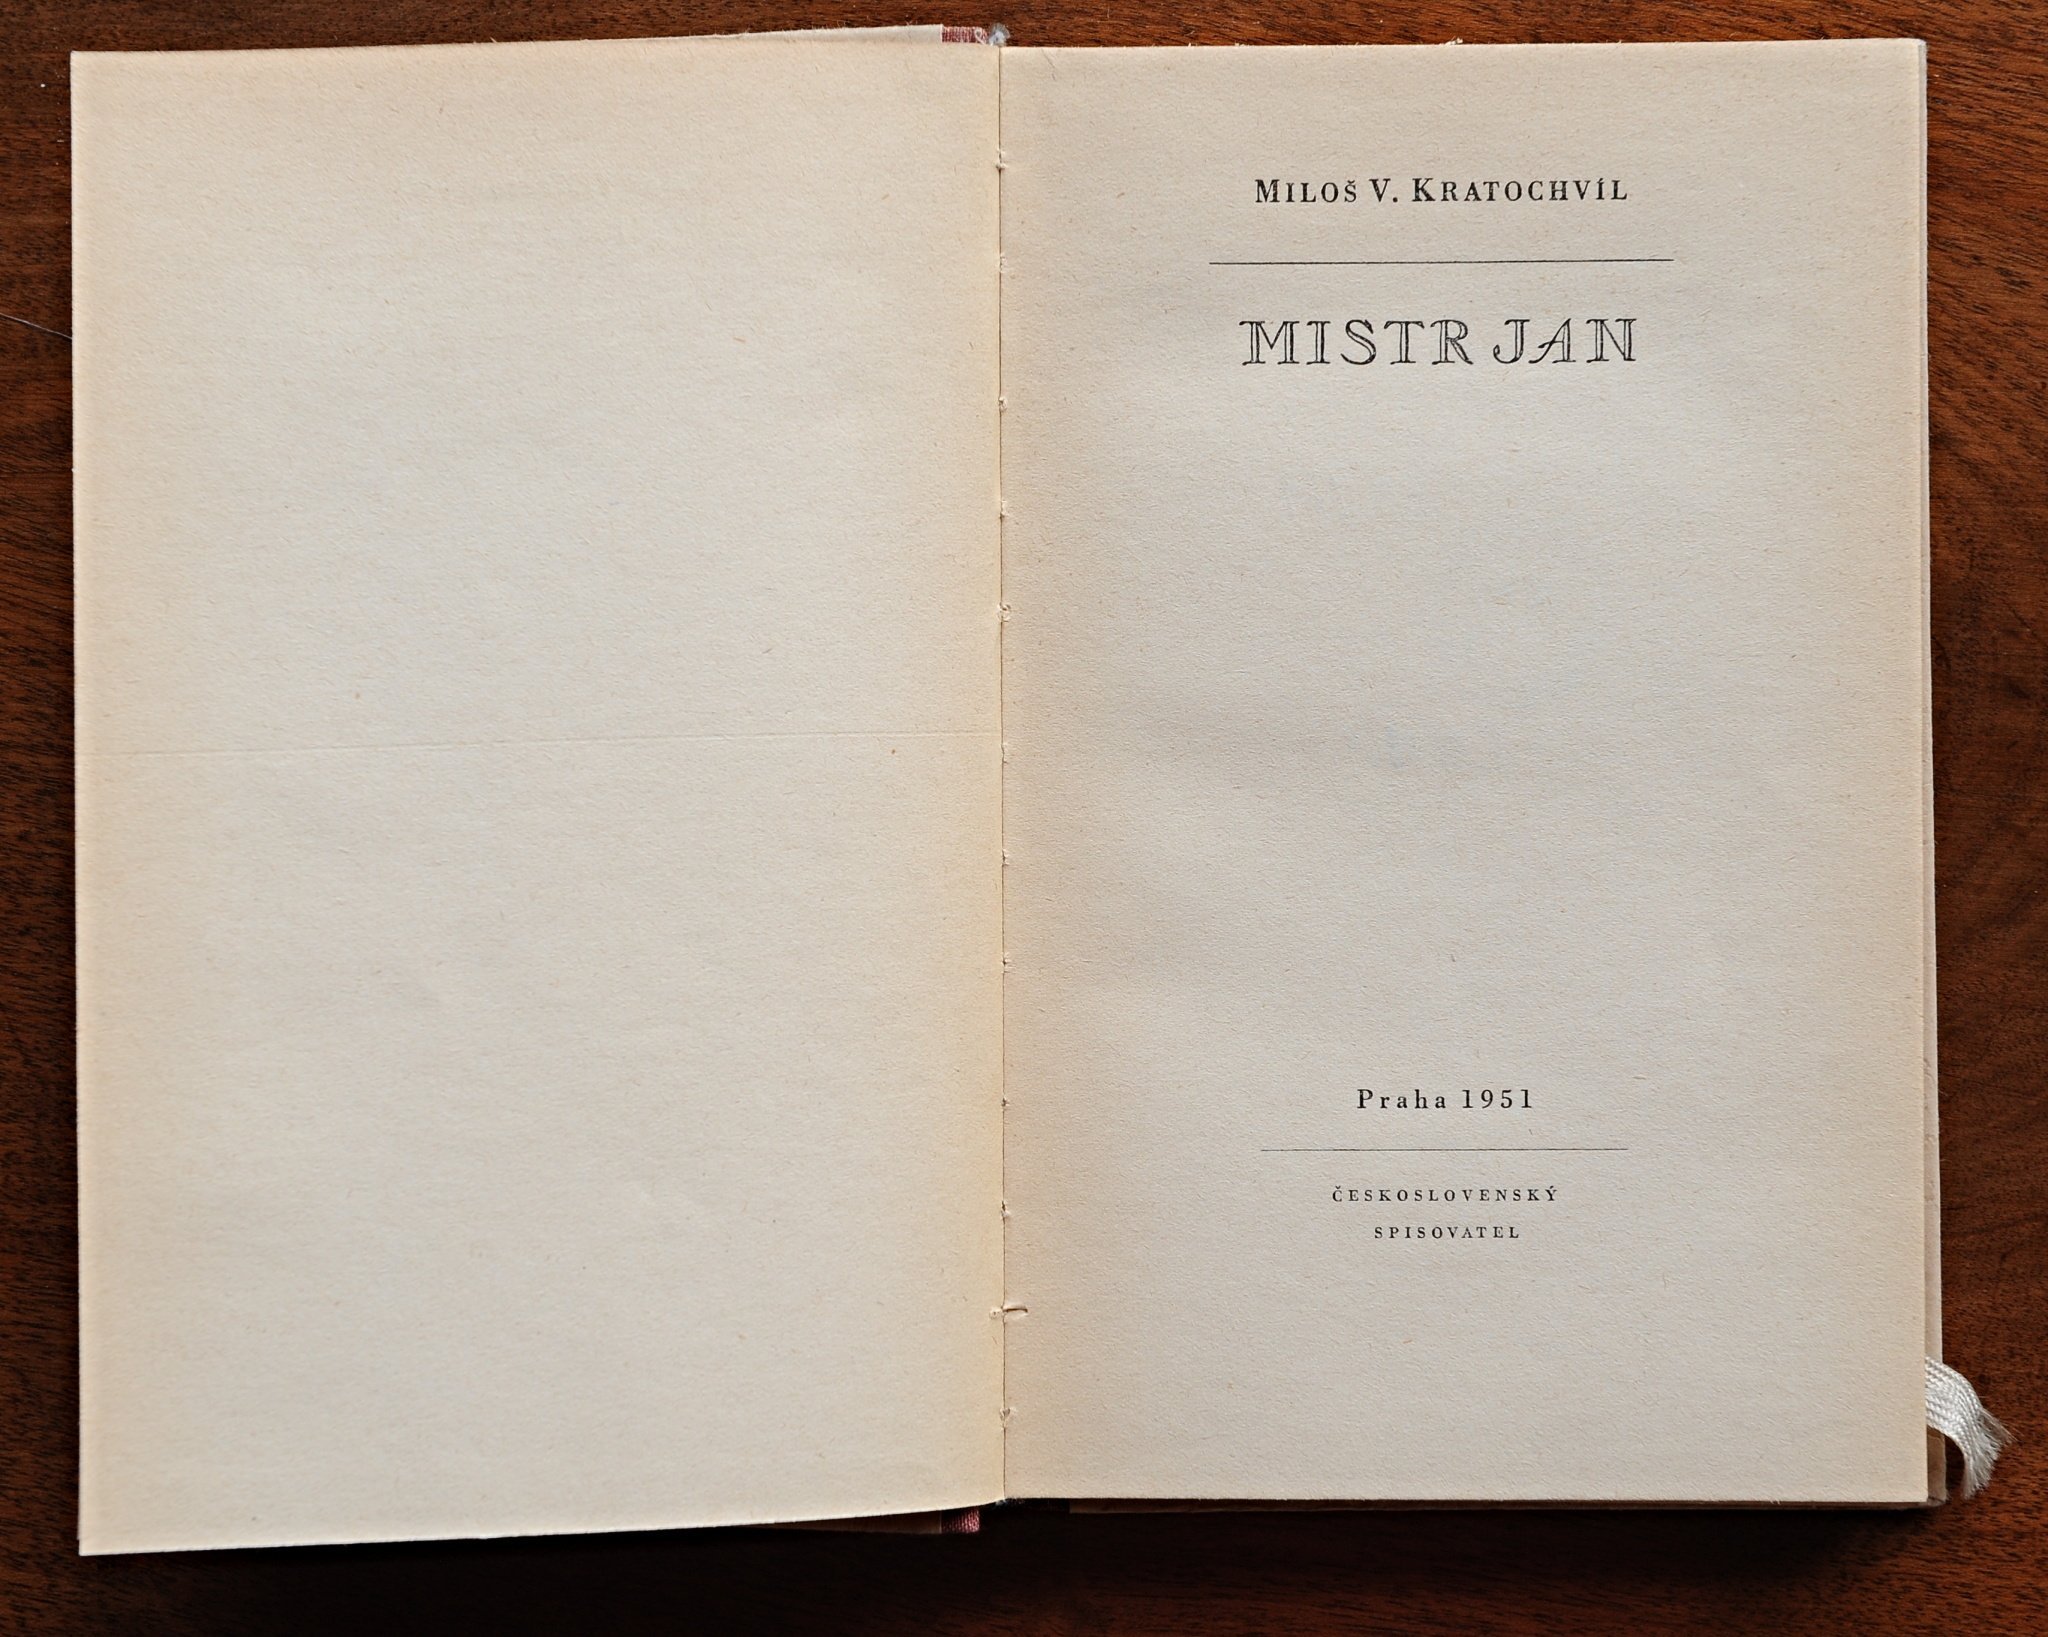 MILOŠ V. KRATOCHVÍL
MISTR JAN
Praha 1951
ČESKOSLOVENSKÝ
SPISOVATEL